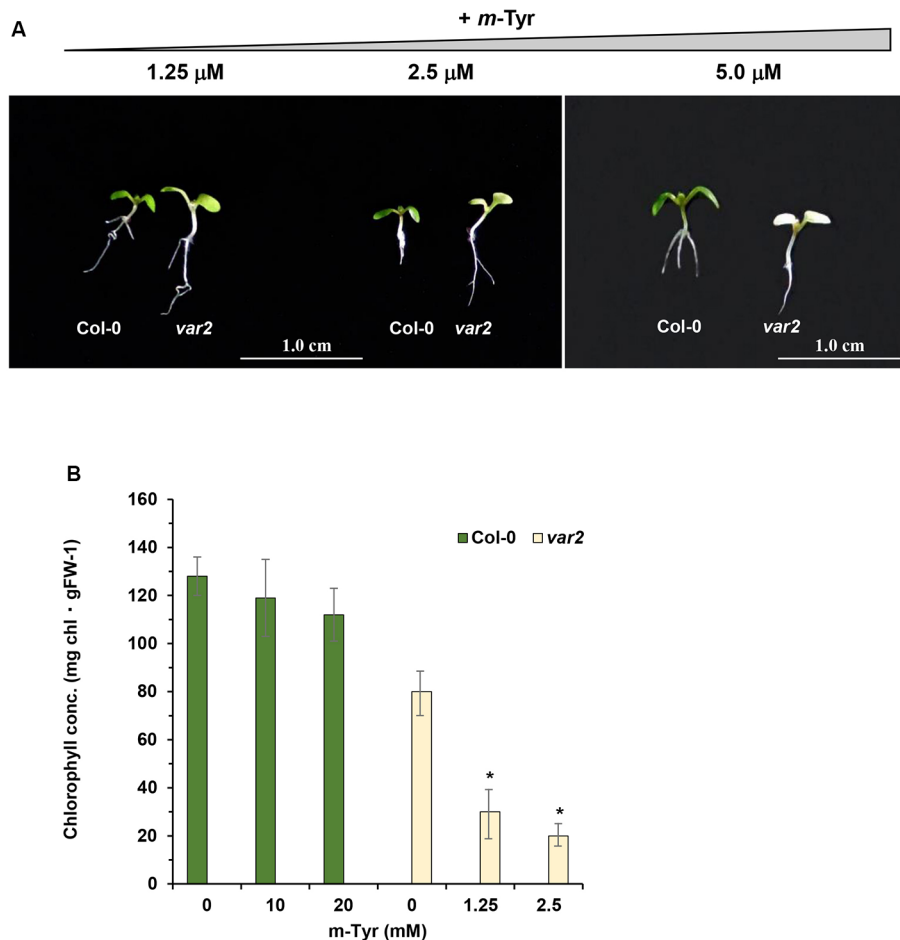 A
+ m-Tyr
1.25 μM 2.5 μM 5.0 μM
Col-0 var2 Col-0 var2 Col-0 var2
1.0 cm 1.0 cm
B
160
140
120
100
80
60
40
20
0
Chlorophyll conc. (mg chl · gFW-1)
Col-0 var2
* *
0 10 20 0 1.25 2.5
m-Tyr (mM)